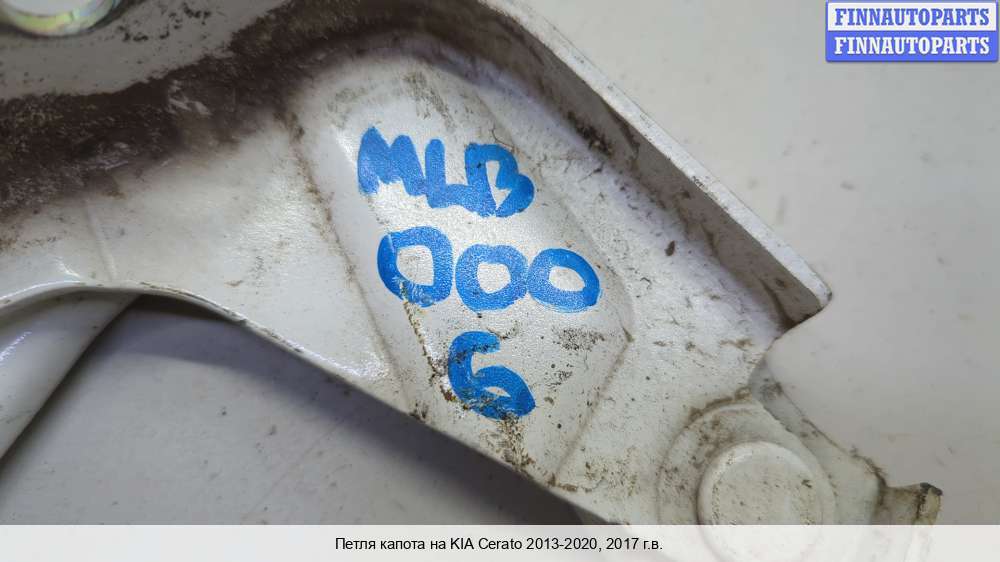 FINNAUTOPARTS
FINNAUTOPARTS
MLB
000
6
Петля капота на KIA Cerato 2013-2020, 2017 г.в.